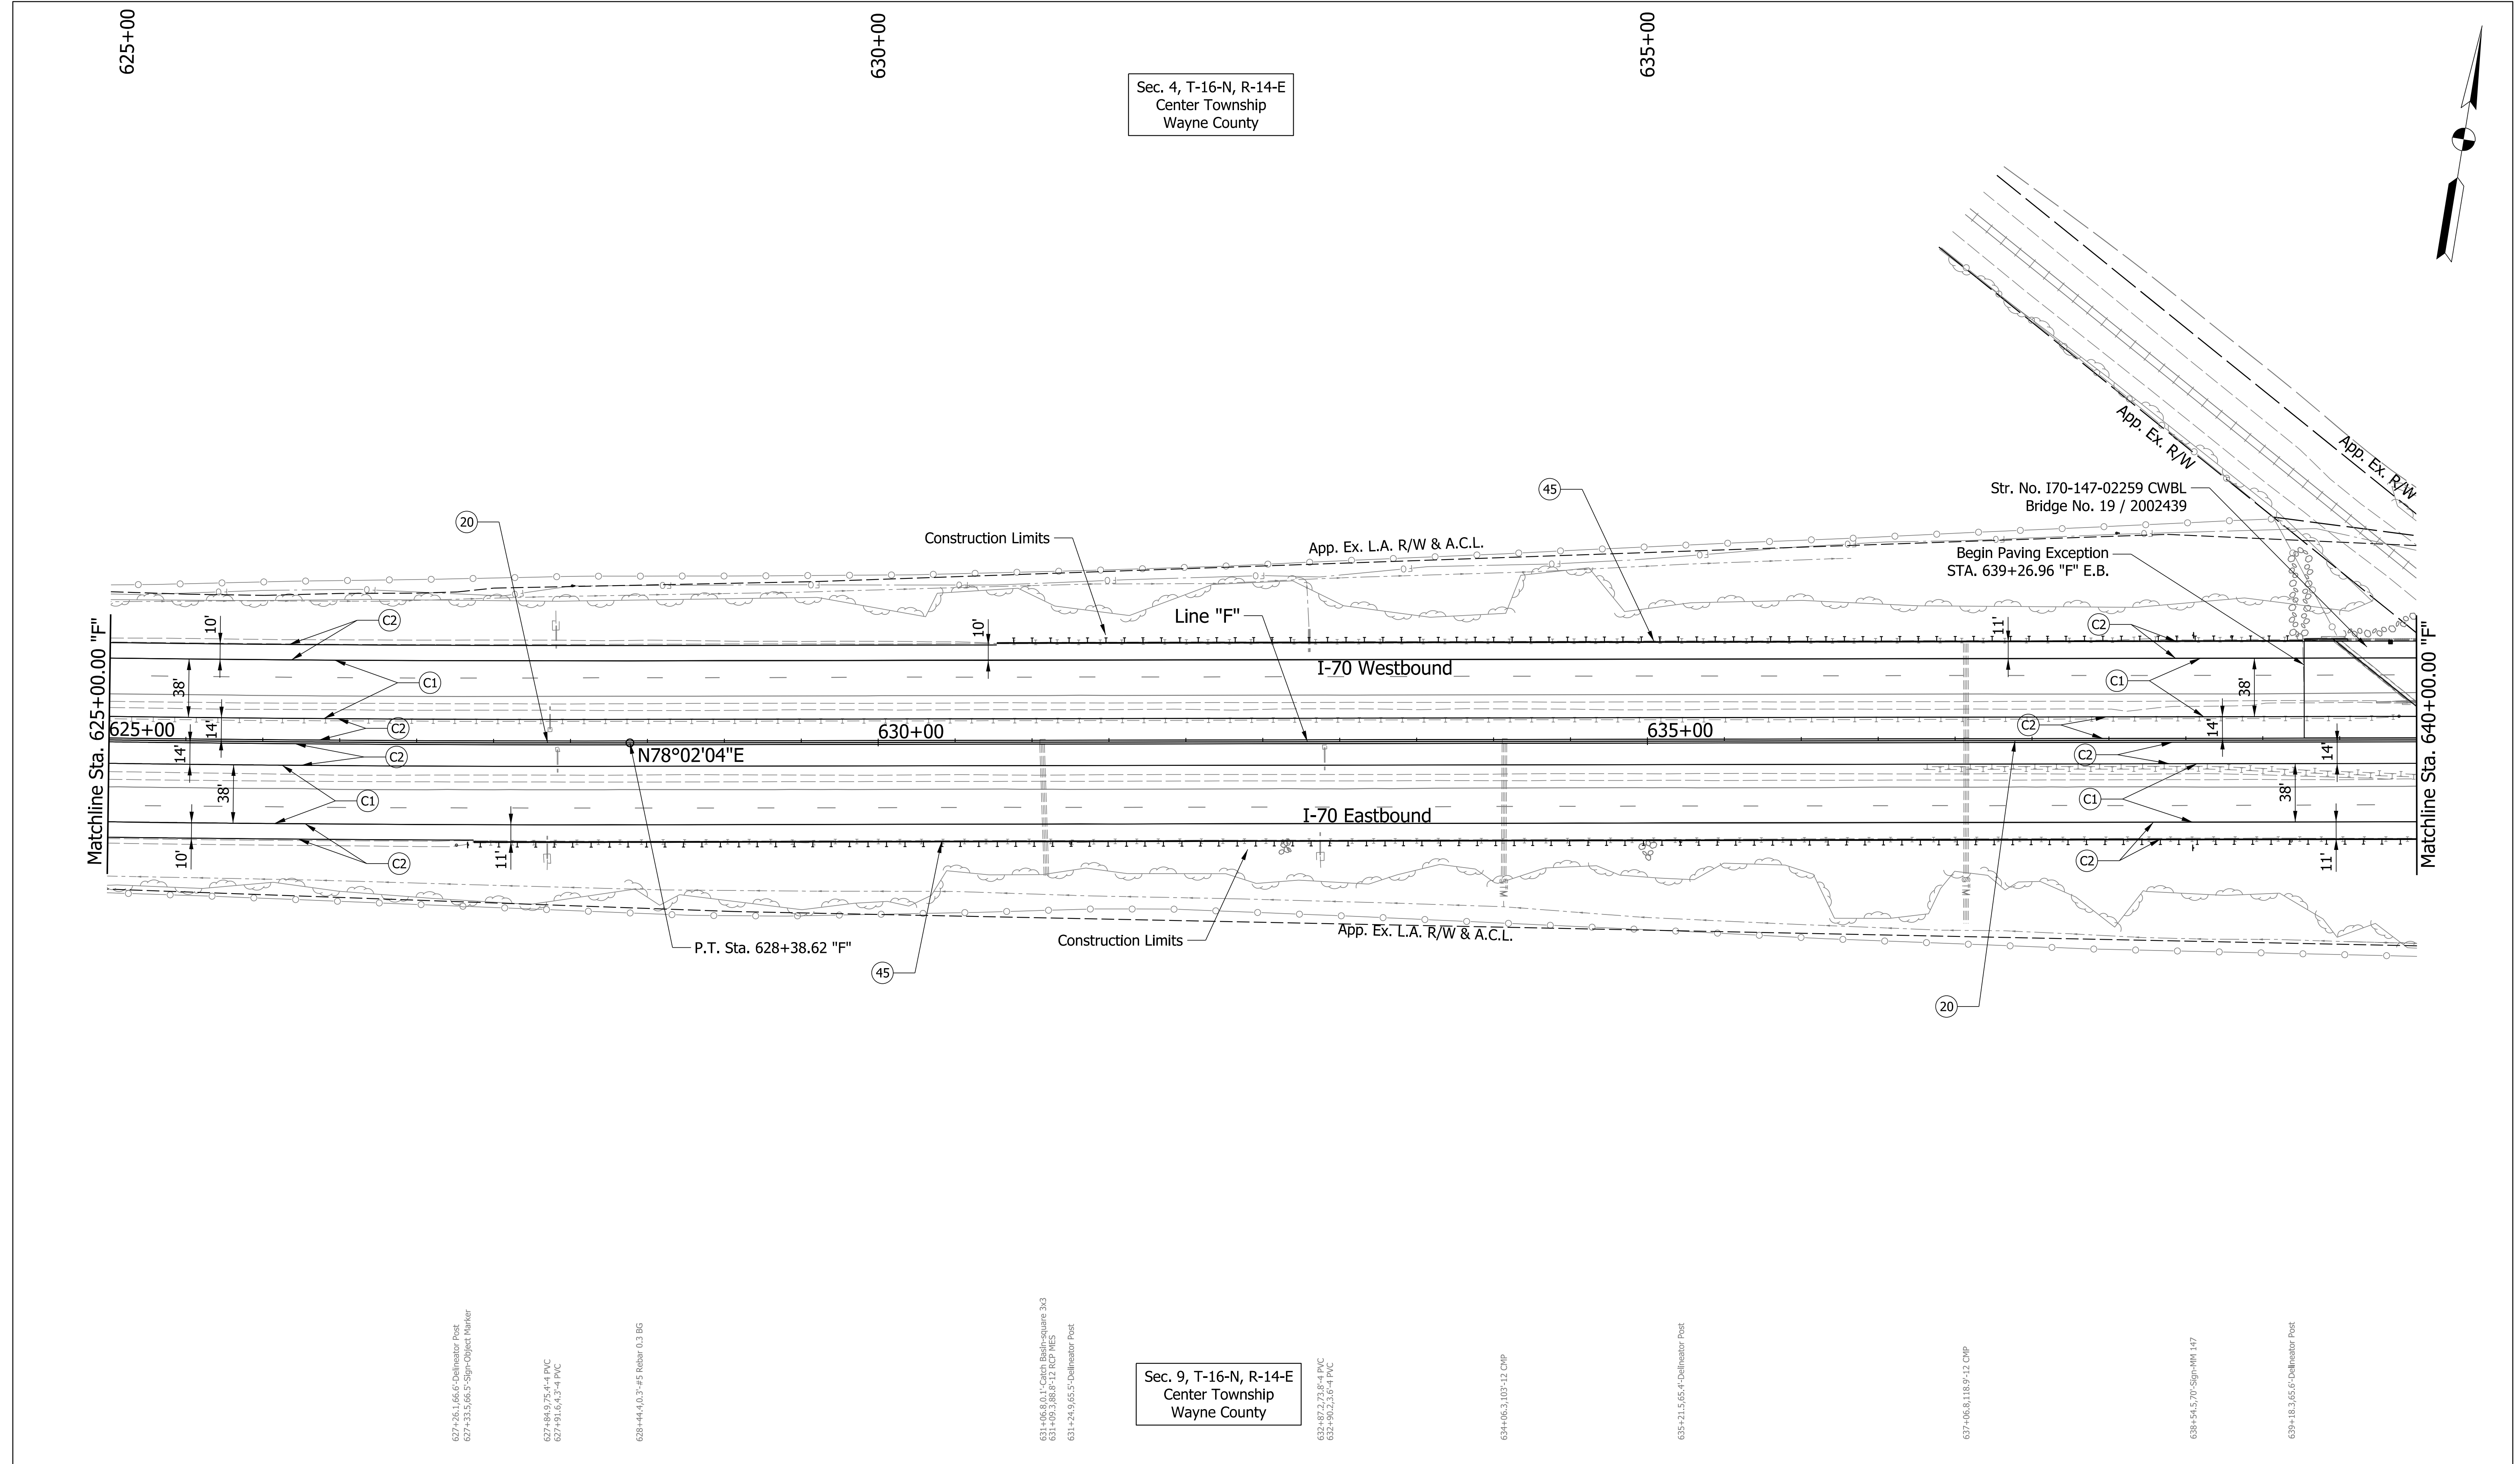 625+00
630+00
635+00
Sec. 4, T-16-N, R-14-E
Center Township
Wayne County
App. Ex. R/W
App. Ex. R/W
Str. No. I70-147-02259 CWBL
Bridge No. 19 / 2002439
Begin Paving Exception
STA. 639+26.96 "F" E.B.
45
20
Construction Limits
App. Ex. L.A. R/W & A.C.L.
Line "F"
Matchline Sta. 625+00.00 "F"
Matchline Sta. 640+00.00 "F"
10'
C2
10'
11'
C2
I-70 Westbound
C1
38'
C1
38'
14'
C2
C2
14'
625+00
630+00
635+00
14'
C2
N78°02'04"E
C2
14'
38'
C1
C1
38'
I-70 Eastbound
10'
C2
11'
C2
11'
STM
STM
P.T. Sta. 628+38.62 "F"
Construction Limits
App. Ex. L.A. R/W & A.C.L.
45
20
627+26.1,66.6'-Delineator Post
627+33.5,66.5'-Sign-Object Marker
627+84.9,75.4'-4 PVC
627+91.6,4.3'-4 PVC
628+44.4,0.3'-#5 Rebar 0.3 BG
631+06.8,0.1'-Catch Basin-square 3x3
631+09.3,88.8'-12 RCP MES
631+24.9,65.5'-Delineator Post
632+87.2,73.8'-4 PVC
632+90.2,3.6'-4 PVC
634+06.3,103'-12 CMP
635+21.5,65.4'-Delineator Post
637+06.8,118.9'-12 CMP
638+54.5,70'-Sign-MM 147
639+18.3,65.6'-Delineator Post
Sec. 9, T-16-N, R-14-E
Center Township
Wayne County